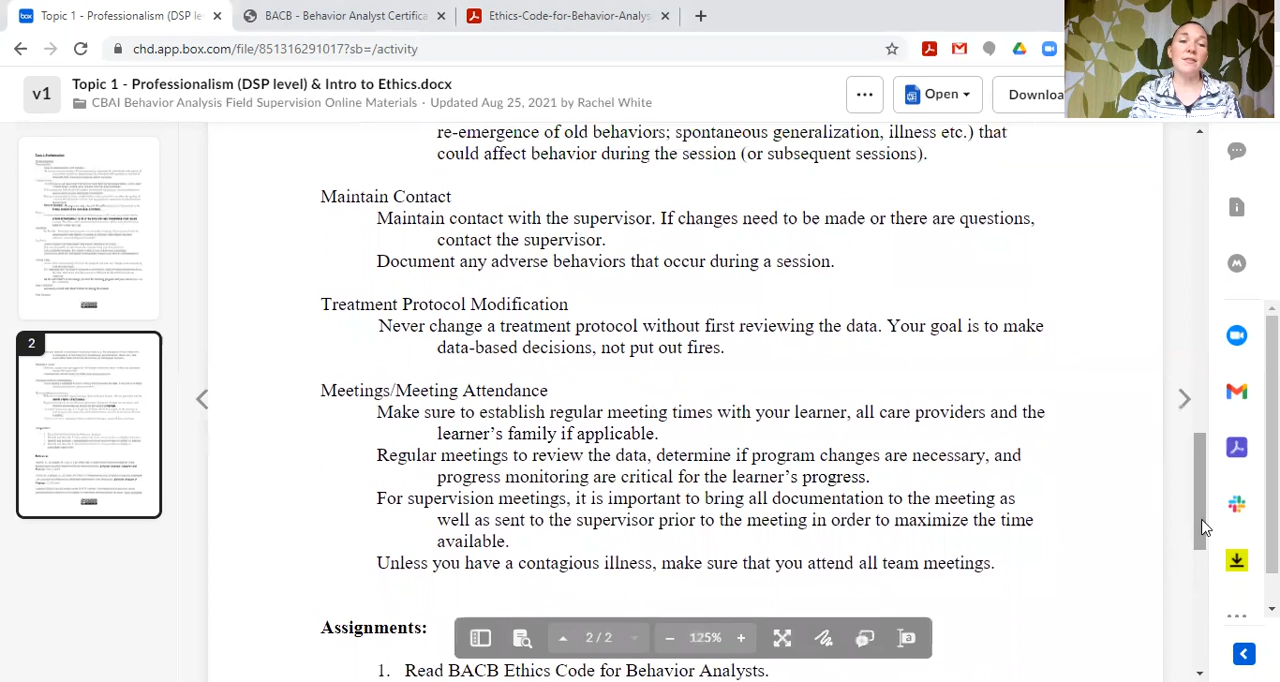 Topic 1 - Professionalism (DSP le
BACB - Behavior Analyst Certifica
Ethics-Code-for-Behavior-Analys
chd.app.box.com/file/851316291017?sb=/activity
v1
Topic 1 - Professionalism (DSP level) & Intro to Ethics.docx
CBAI Behavior Analysis Field Supervision Online Materials · Updated Aug 25, 2021 by Rachel White
Open
Downloa
re-emergence of old behaviors; spontaneous generalization, illness etc.) that
could affect behavior during the session (or subsequent sessions).
Maintain Contact
Maintain contact with supervisor. If changes need to be made or there are questions,
contact the supervisor.
Document any new behaviors that occur during session.
Treatment Protocol Modification
Never change a treatment protocol without first reviewing the data. Your goal is to make
data-based decisions, not put out fires.
Meetings/Meeting Attendance
Make sure to establish regular meeting times with your learner, all care providers and the
learner's family if applicable.
Regular meetings to review the data, determine if program changes are necessary, and
progress monitoring are critical for the learner's progress.
For supervision meetings, it is important to bring all documentation to the meeting as
well as sent to the supervisor prior to the meeting in order to maximize the time
available.
Unless you have a contagious illness, make sure that you attend all team meetings.
Assignments:
1. Read BACB Ethics Code for Behavior Analysts.
2
2 / 2
125%